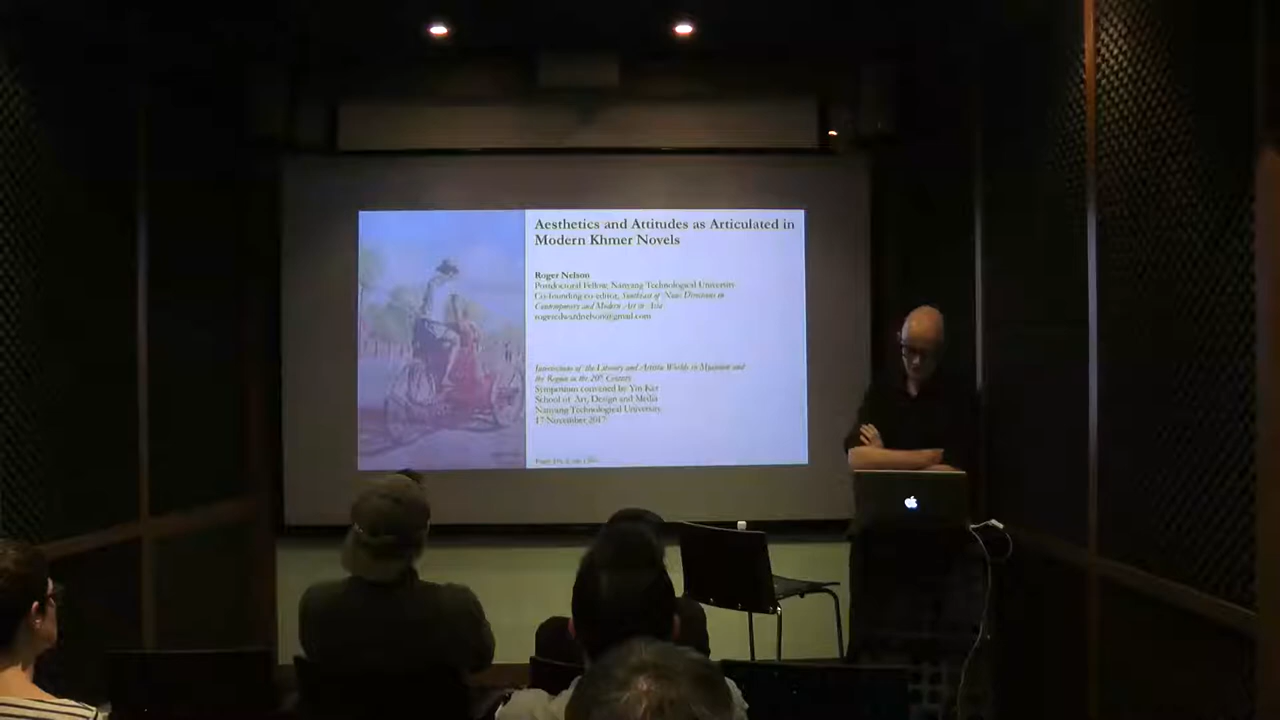 Aesthetics and Attitudes as Articulated in
Modern Khmer Novels
Roger Nelson
Postdoctoral Fellow, Nanyang Technological University
Co-founding co-editor, Southeast of Now: Directions in
Contemporary and Modern Art in Asia
rogeredwardnelson@gmail.com
Intersections of the Literary and Artistic Worlds in Myanmar and
the Region in the 20th Century
Symposium convened by Yin Ker
School of Art, Design and Media
Nanyang Technological University
17 November 2017